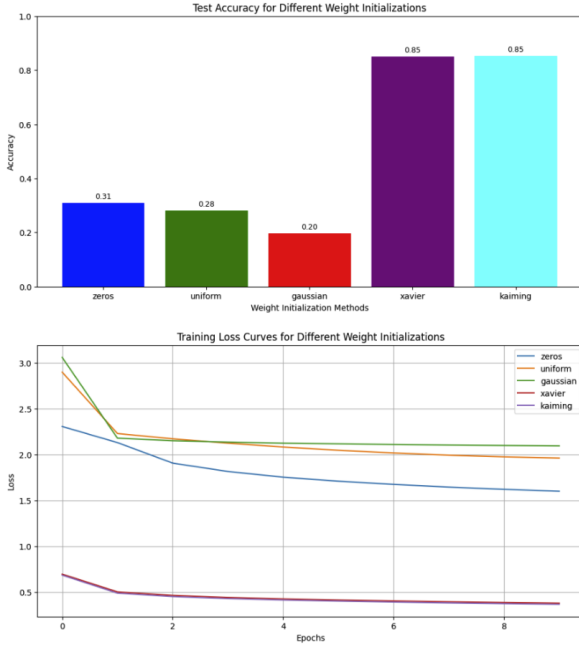 Test Accuracy for Different Weight Initializations
1.0
0.8
0.6
0.4
0.2
0.0
Accuracy
0.31
0.28
0.20
0.85
0.85
zeros uniform gaussian xavier kaiming
Weight Initialization Methods
Training Loss Curves for Different Weight Initializations
3.0
2.5
2.0
1.5
1.0
0.5
Loss
zeros
uniform
gaussian
xavier
kaiming
0 2 4 6 8
Epochs